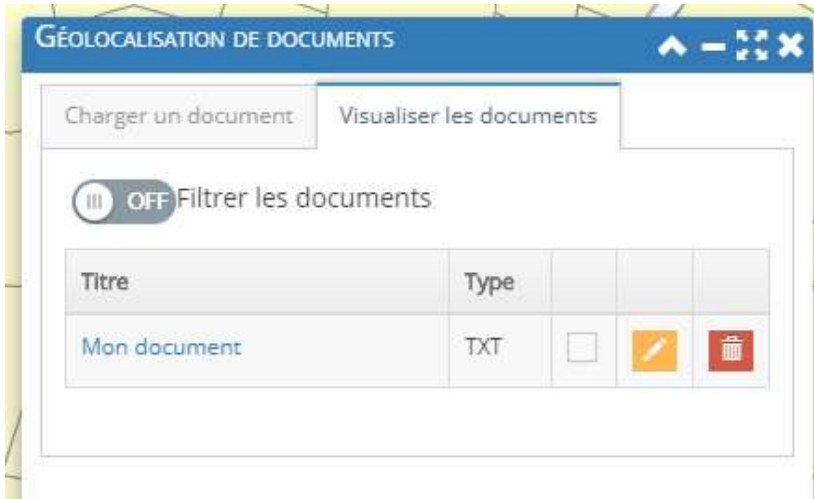 GÉOLOCALISATION DE DOCUMENTS
Charger un document Visualiser les documents
OFF Filtrer les documents
Titre Type
Mon document TXT